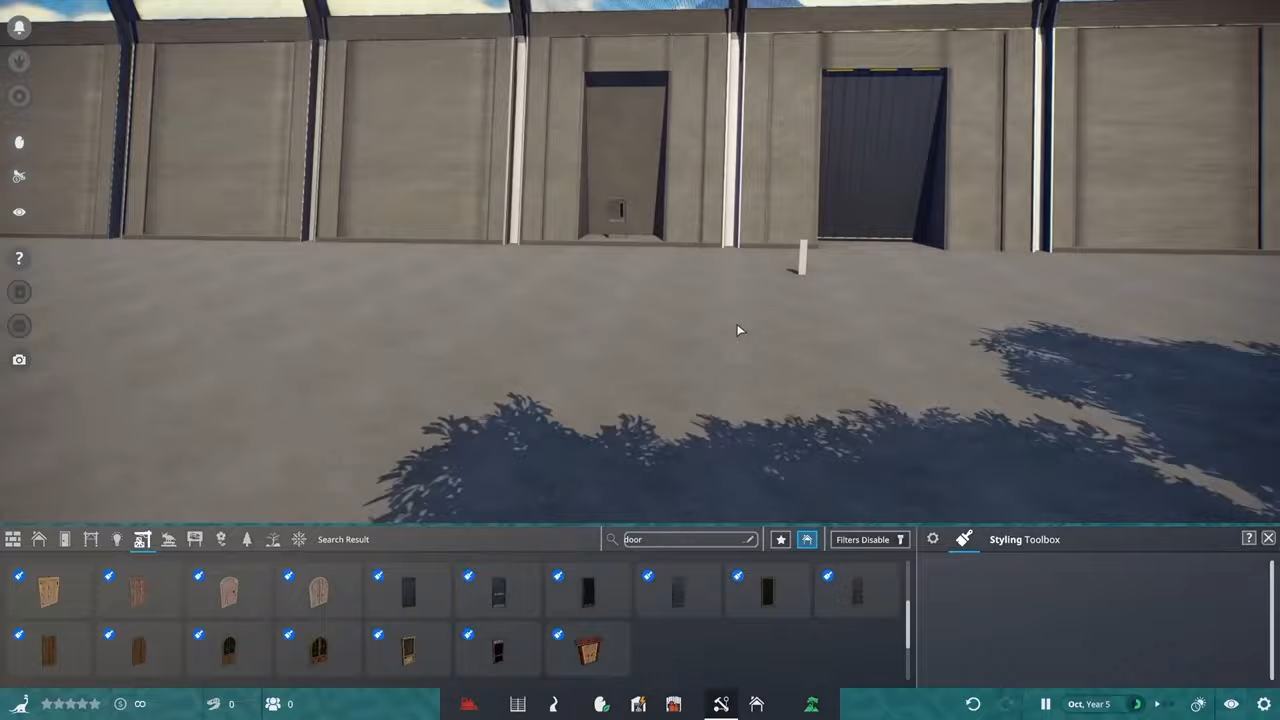 ?
Search Result
door
Filters Disable
Styling Toolbox
?
∞
0
0
Oct, Year 5